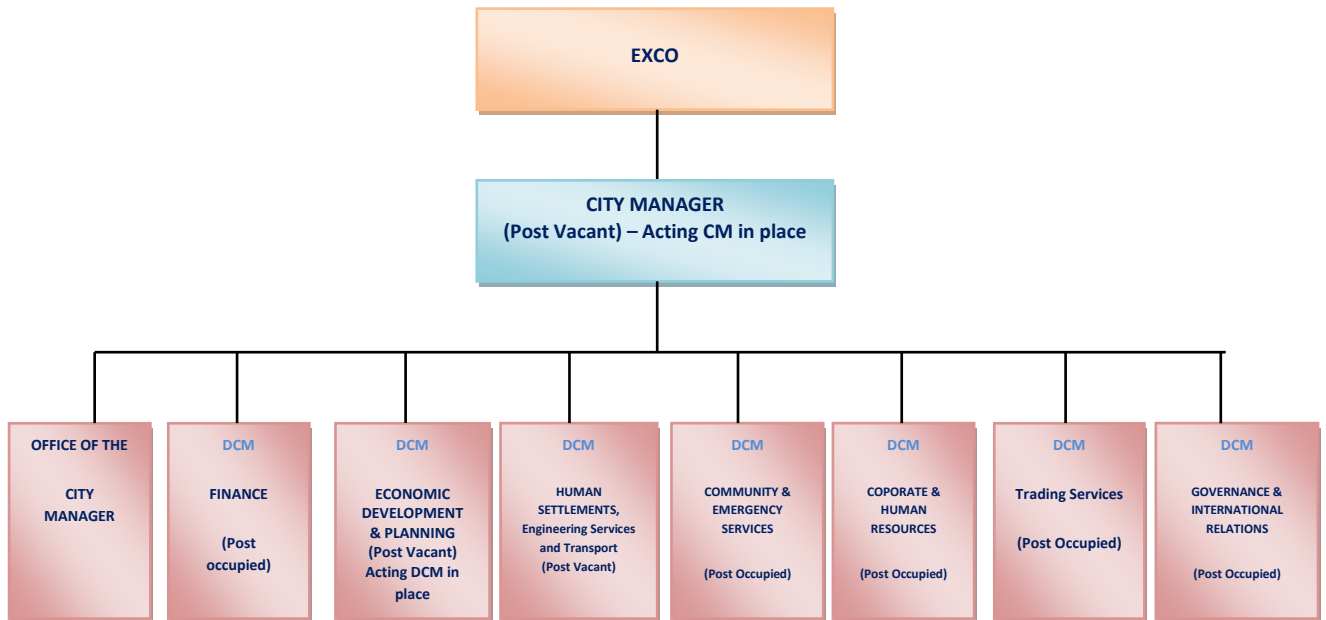 EXCO
CITY MANAGER
(Post Vacant) – Acting CM in place
OFFICE OF THE
CITY
MANAGER
DCM
FINANCE
(Post
occupied)
DCM
ECONOMIC
DEVELOPMENT
& PLANNING
(Post Vacant)
Acting DCM in
place
DCM
HUMAN
SETTLEMENTS,
Engineering Services
and Transport
(Post Vacant)
DCM
COMMUNITY &
EMERGENCY
SERVICES
(Post Occupied)
DCM
COPORATE &
HUMAN
RESOURCES
(Post Occupied)
DCM
Trading Services
(Post Occupied)
DCM
GOVERNANCE &
INTERNATIONAL
RELATIONS
(Post Occupied)